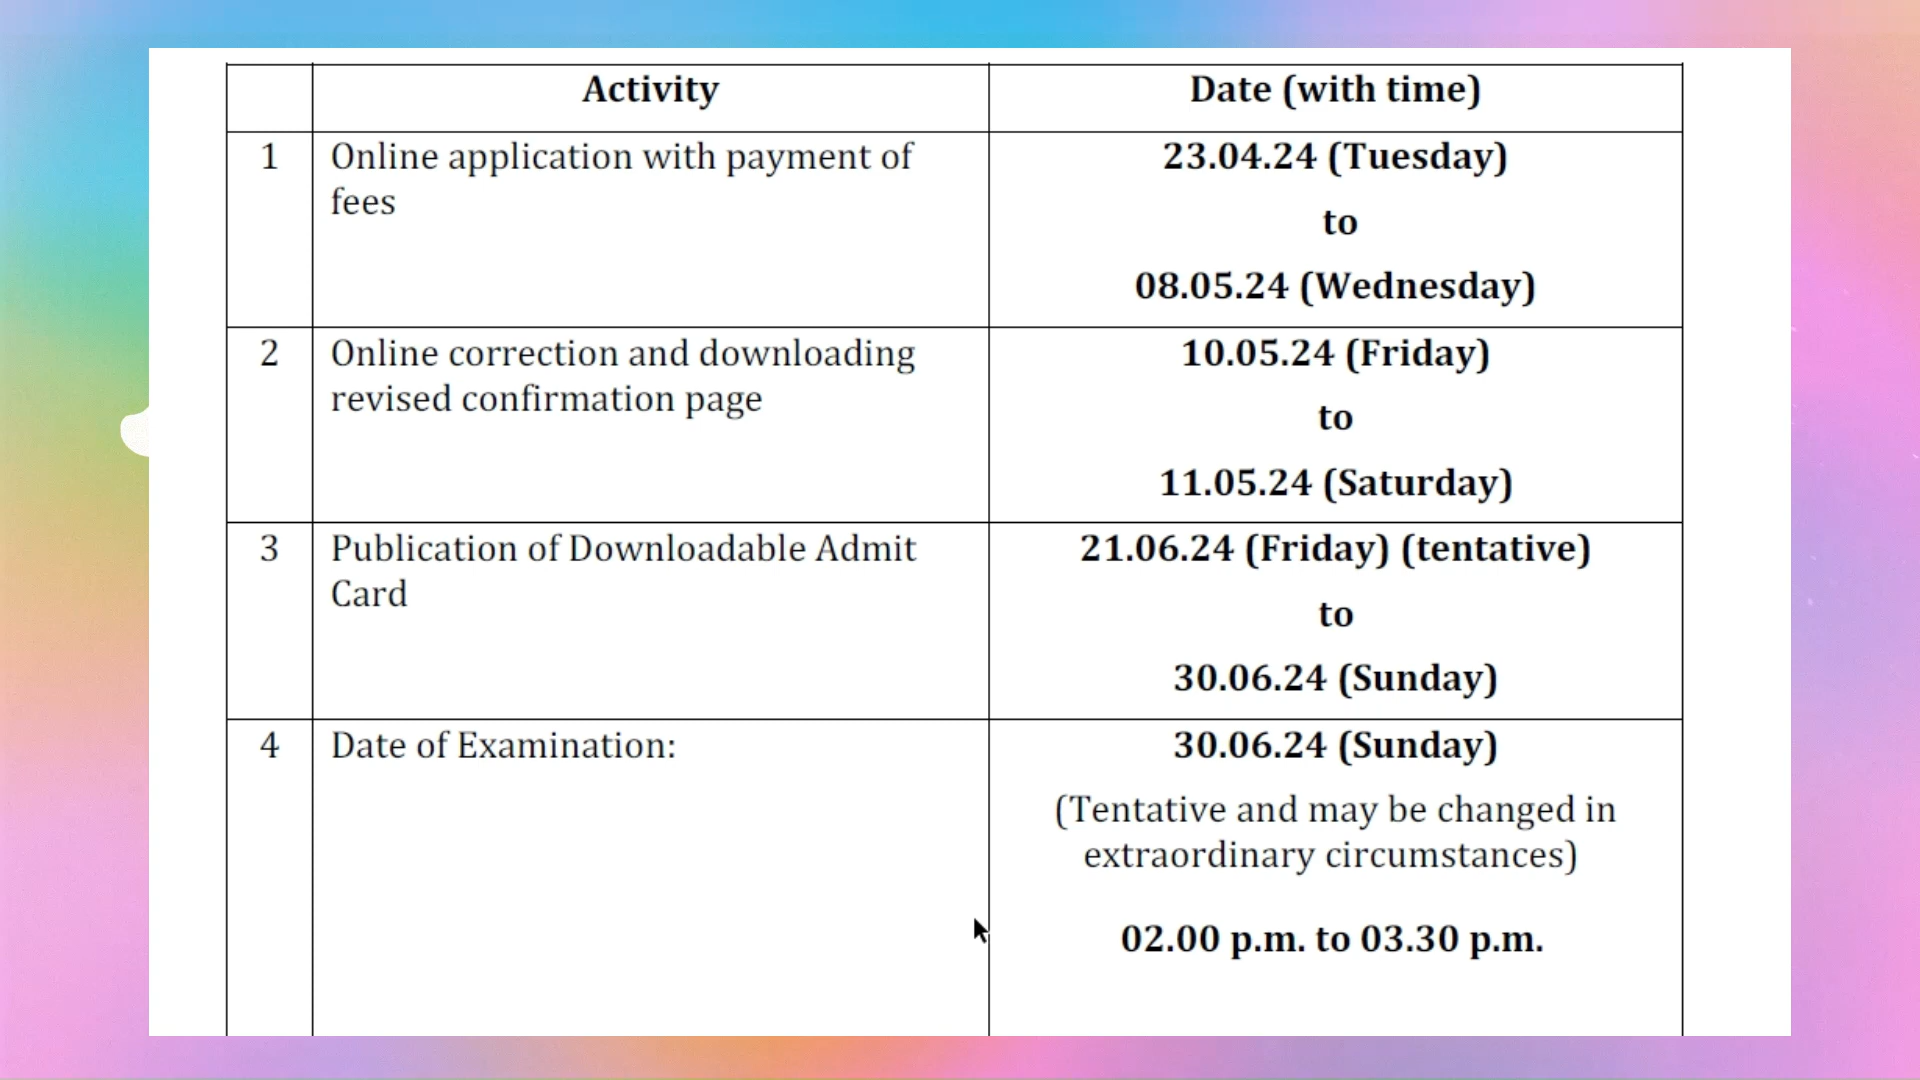 Activity
Date (with time)
1
Online application with payment of
fees
23.04.24 (Tuesday)
to
08.05.24 (Wednesday)
2
Online correction and downloading
revised confirmation page
10.05.24 (Friday)
to
11.05.24 (Saturday)
3
Publication of Downloadable Admit
Card
21.06.24 (Friday) (tentative)
to
30.06.24 (Sunday)
4
Date of Examination:
30.06.24 (Sunday)
(Tentative and may be changed in
extraordinary circumstances)
02.00 p.m. to 03.30 p.m.